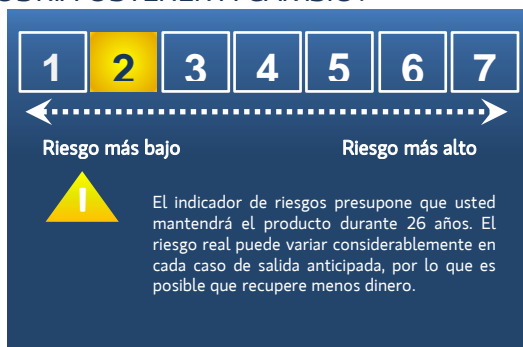 1 2 3 4 5 6 7
Riesgo más bajo Riesgo más alto
!
El indicador de riesgos presupone que usted
mantendrá el producto durante 26 años. El
riesgo real puede variar considerablemente en
cada caso de salida anticipada, por lo que es
posible que recupere menos dinero.